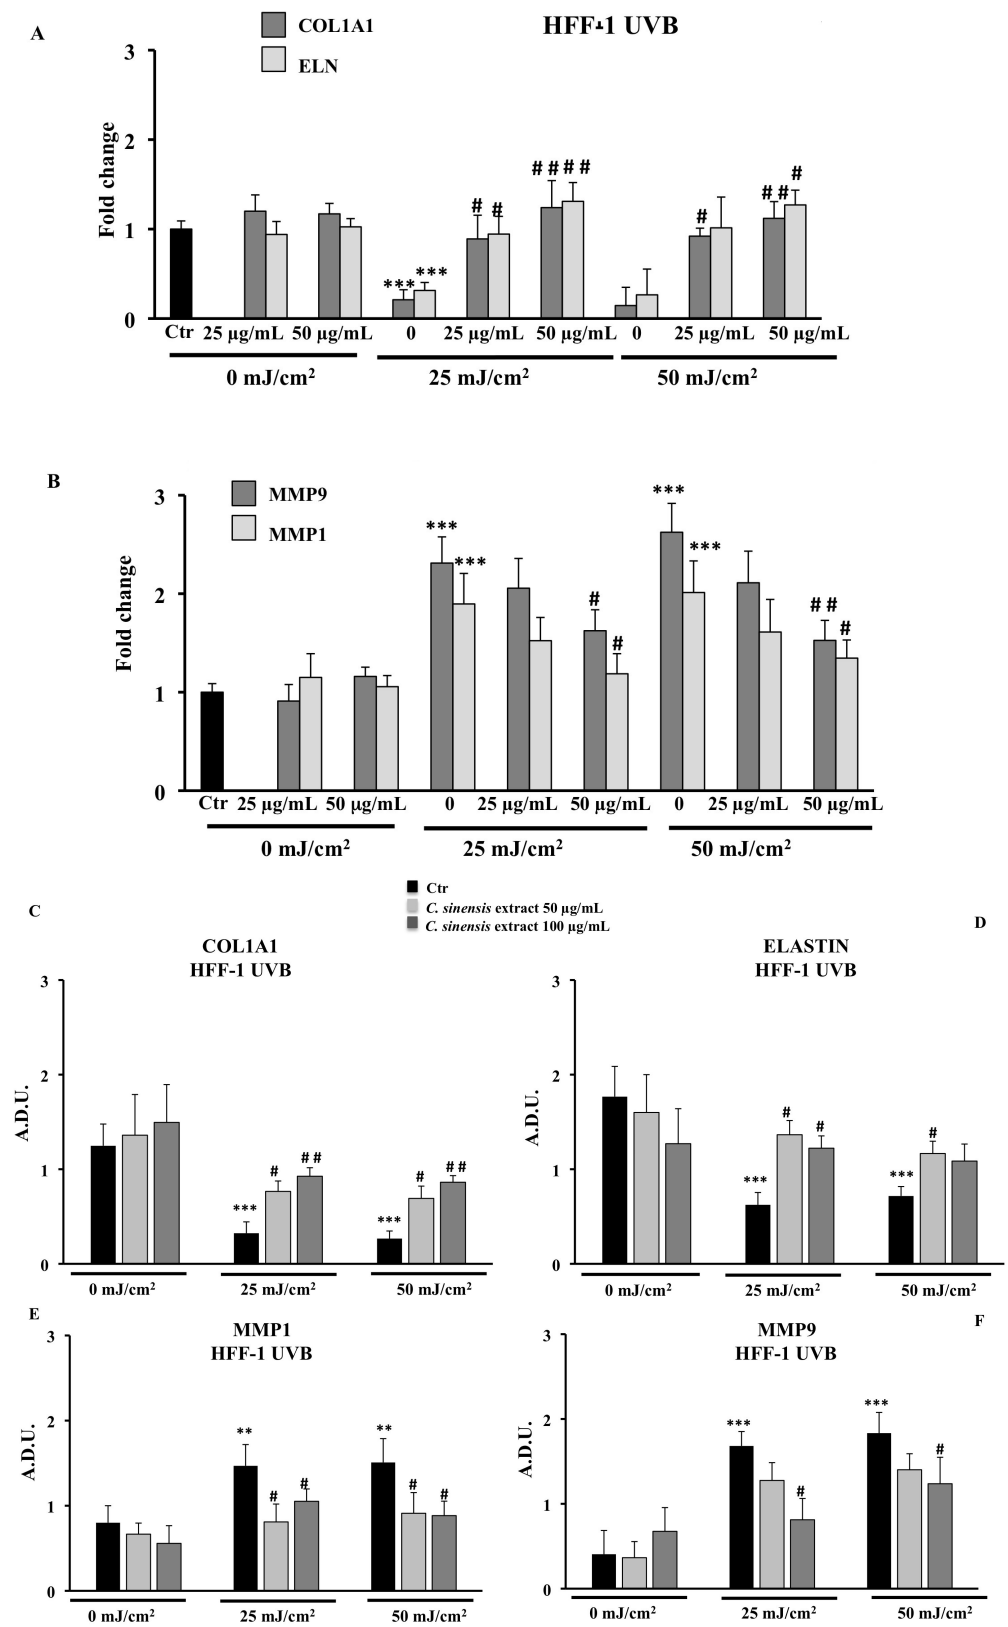 A
COL1A1
ELN
HFF-1 UVB
Fold change
3
2
1
0
*** *** # # # # # # # # # #
Ctr 25 µg/mL 50 µg/mL 0 25 µg/mL 50 µg/mL 0 25 µg/mL 50 µg/mL
0 mJ/cm² 25 mJ/cm² 50 mJ/cm²
B
MMP9
MMP1
Fold change
3
2
1
0
*** *** # # *** *** # # #
Ctr 25 µg/mL 50 µg/mL 0 25 µg/mL 50 µg/mL 0 25 µg/mL 50 µg/mL
0 mJ/cm² 25 mJ/cm² 50 mJ/cm²
Ctr
C. sinensis extract 50 µg/mL
C. sinensis extract 100 µg/mL
C
COL1A1
HFF-1 UVB
A.D.U.
3
2
1
0
*** # # # *** # # #
0 mJ/cm² 25 mJ/cm² 50 mJ/cm²
D
ELASTIN
HFF-1 UVB
A.D.U.
3
2
1
0
*** # # *** #
0 mJ/cm² 25 mJ/cm² 50 mJ/cm²
E
MMP1
HFF-1 UVB
A.D.U.
3
2
1
0
** # # ** # #
0 mJ/cm² 25 mJ/cm² 50 mJ/cm²
F
MMP9
HFF-1 UVB
A.D.U.
3
2
1
0
*** # *** #
0 mJ/cm² 25 mJ/cm² 50 mJ/cm²